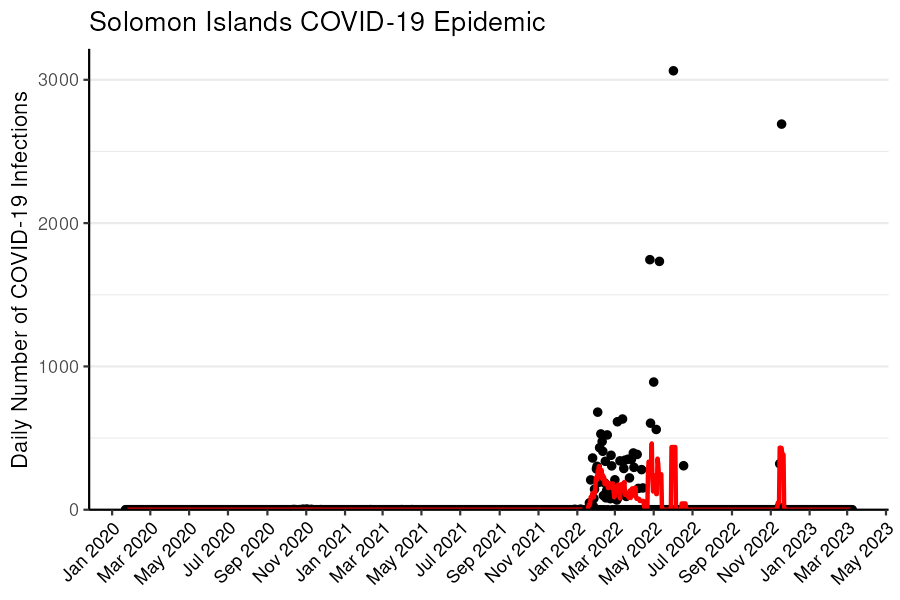 Solomon Islands COVID-19 Epidemic
Daily Number of COVID-19 Infections
3000
2000
1000
0
Jan 2020
Mar 2020
May 2020
Jul 2020
Sep 2020
Nov 2020
Jan 2021
Mar 2021
May 2021
Jul 2021
Sep 2021
Nov 2021
Jan 2022
Mar 2022
May 2022
Jul 2022
Sep 2022
Nov 2022
Jan 2023
Mar 2023
May 2023